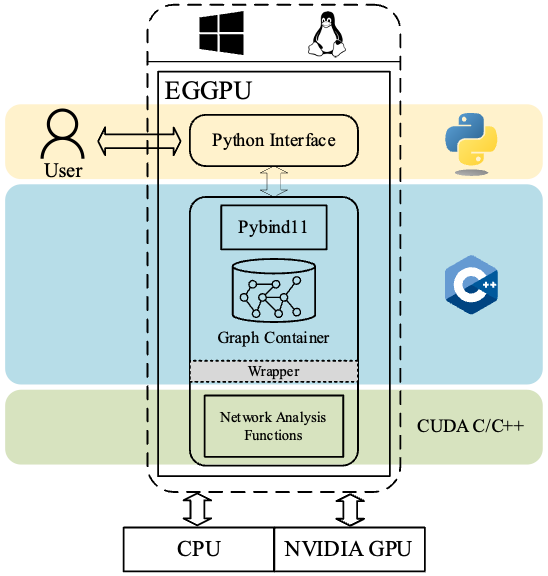 EGGPU
Python Interface
User
Pybind11
C++
Graph Container
Wrapper
Network Analysis
Functions
CUDA C/C++
CPU
NVIDIA GPU